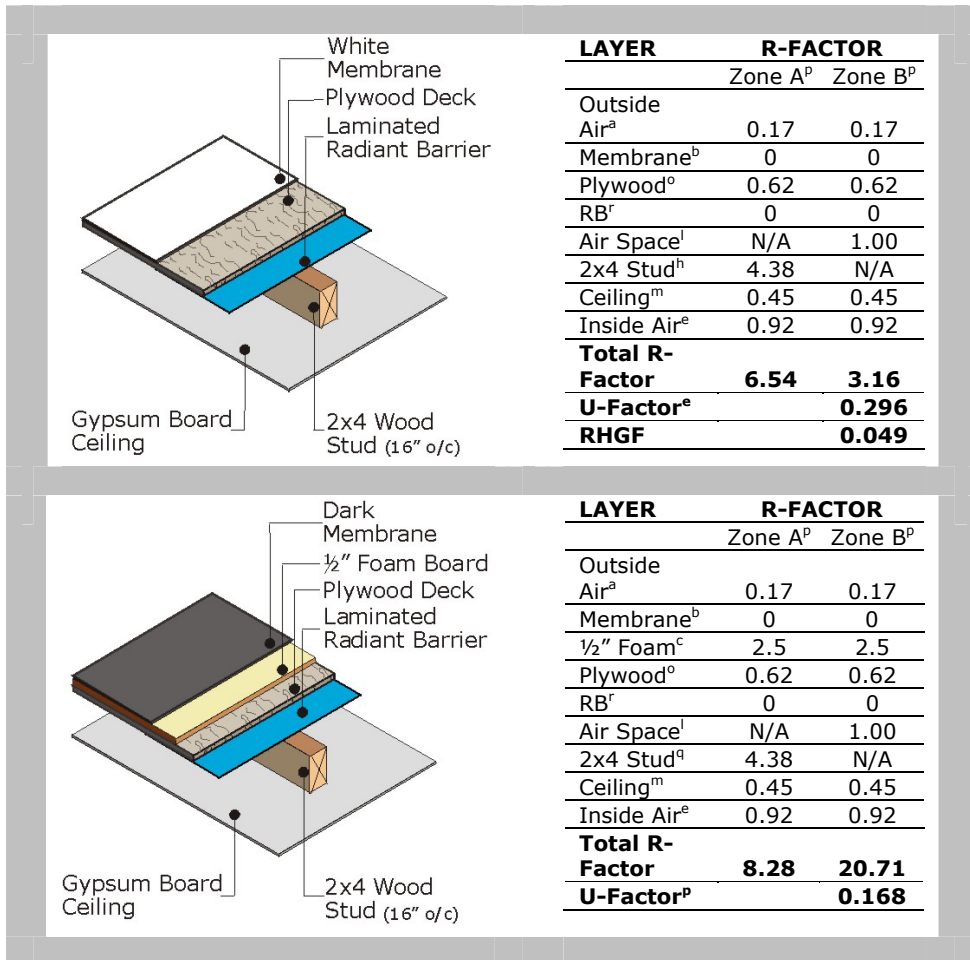 White
Membrane
Plywood Deck
Laminated
Radiant Barrier
Gypsum Board
Ceiling
2x4 Wood
Stud (16” o/c)
LAYER R-FACTOR
Zone Aᵖ Zone Bᵖ
Outside
Airᵃ 0.17 0.17
Membraneᵇ 0 0
Plywoodᵒ 0.62 0.62
RBʳ 0 0
Air Spaceˡ N/A 1.00
2x4 Studʰ 4.38 N/A
Ceilingᵐ 0.45 0.45
Inside Airᵉ 0.92 0.92
Total R-
Factor 6.54 3.16
U-Factorᵉ 0.296
RHGF 0.049
Dark
Membrane
½” Foam Board
Plywood Deck
Laminated
Radiant Barrier
Gypsum Board
Ceiling
2x4 Wood
Stud (16” o/c)
LAYER R-FACTOR
Zone Aᵖ Zone Bᵖ
Outside
Airᵃ 0.17 0.17
Membraneᵇ 0 0
½” Foamᶜ 2.5 2.5
Plywoodᵒ 0.62 0.62
RBʳ 0 0
Air Spaceˡ N/A 1.00
2x4 Stud۹ 4.38 N/A
Ceilingᵐ 0.45 0.45
Inside Airᵉ 0.92 0.92
Total R-
Factor 8.28 20.71
U-Factorᵖ 0.168